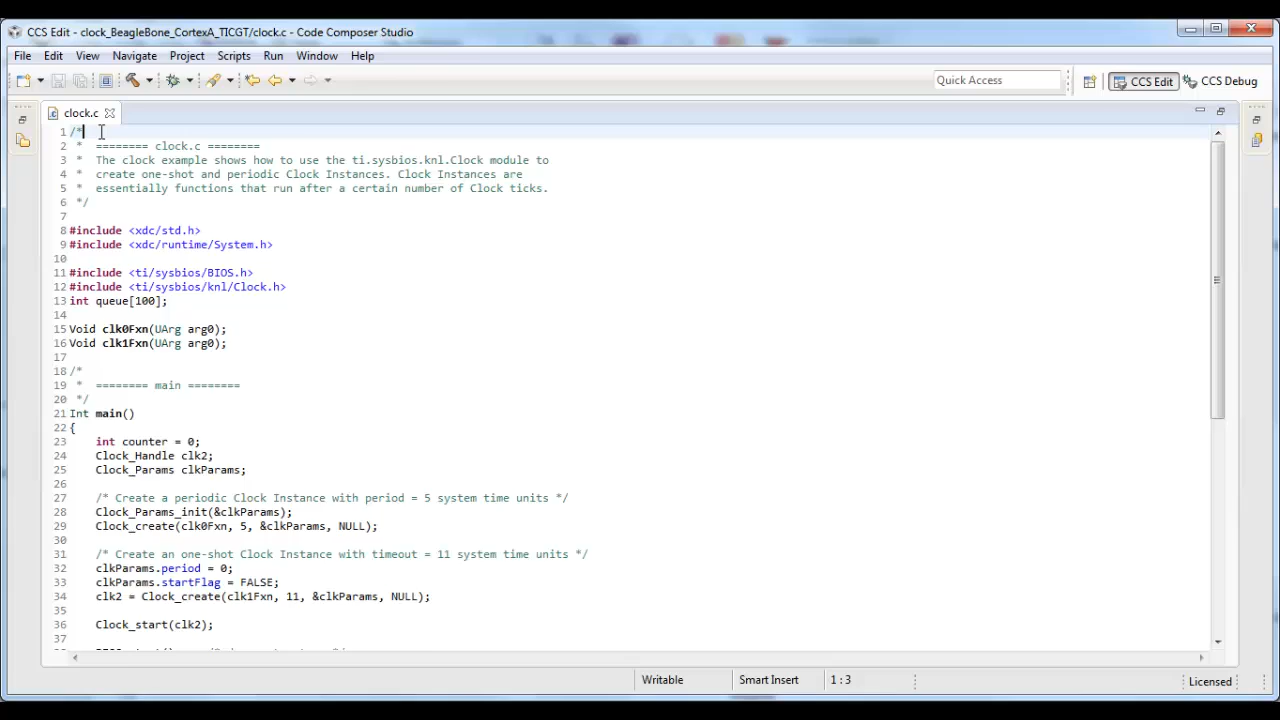 CCS Edit - clock_BeagleBone_CortexA_TICGT/clock.c - Code Composer Studio
File Edit View Navigate Project Scripts Run Window Help
Quick Access
CCS Edit
CCS Debug
clock.c
1 /*
2 *  ======== clock.c ========
3 *  The clock example shows how to use the ti.sysbios.knl.Clock module to
4 *  create one-shot and periodic Clock Instances. Clock Instances are
5 *  essentially functions that run after a certain number of Clock ticks.
6 */
7
8 #include <xdc/std.h>
9 #include <xdc/runtime/System.h>
10
11 #include <ti/sysbios/BIOS.h>
12 #include <ti/sysbios/knl/Clock.h>
13 int queue[100];
14
15 Void clk0Fxn(UArg arg0);
16 Void clk1Fxn(UArg arg0);
17
18 /*
19 *  ======== main ========
20 */
21 Int main()
22 {
23     int counter = 0;
24     Clock_Handle clk2;
25     Clock_Params clkParams;
26
27     /* Create a periodic Clock Instance with period = 5 system time units */
28     Clock_Params_init(&clkParams);
29     Clock_create(clk0Fxn, 5, &clkParams, NULL);
30
31     /* Create an one-shot Clock Instance with timeout = 11 system time units */
32     clkParams.period = 0;
33     clkParams.startFlag = FALSE;
34     clk2 = Clock_create(clk1Fxn, 11, &clkParams, NULL);
35
36     Clock_start(clk2);
37
Writable Smart Insert 1 : 3 Licensed